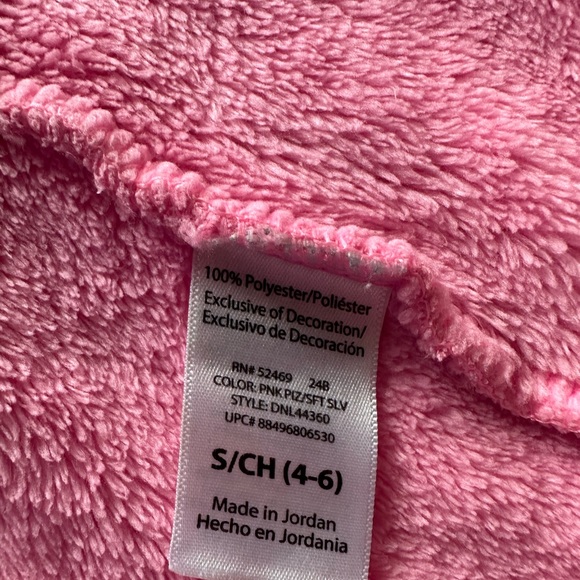 100% Polyester/Poliéster
Exclusive of Decoration/
Exclusivo de Decoración
RN# 52469 24B
COLOR: PNK PIZ/SFT SLV
STYLE: DNL44360
UPC# 88496806530
S/CH (4-6)
Made in Jordan
Hecho en Jordania